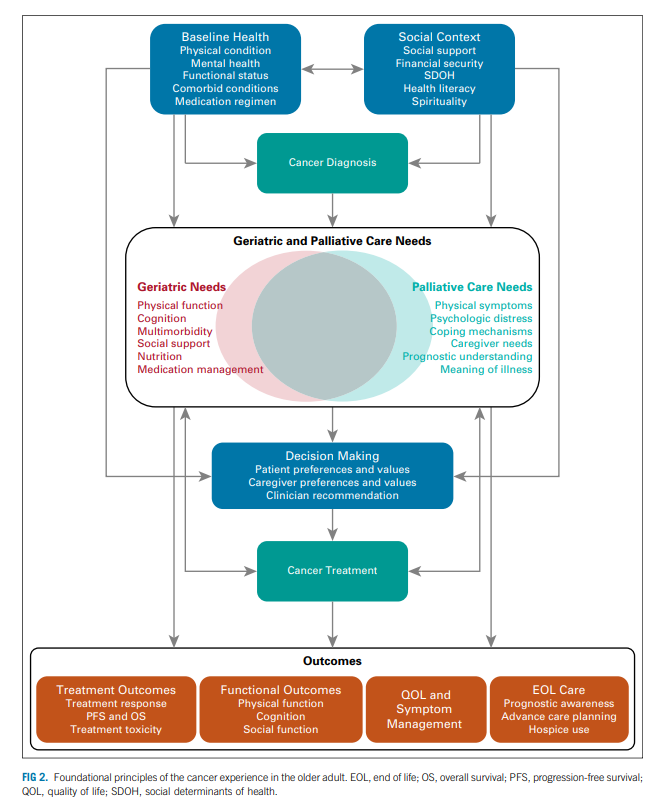 Baseline Health
Physical condition
Mental health
Functional status
Comorbid conditions
Medication regimen
Social Context
Social support
Financial security
SDOH
Health literacy
Spirituality
Cancer Diagnosis
Geriatric and Palliative Care Needs
Geriatric Needs
Physical function
Cognition
Multimorbidity
Social support
Nutrition
Medication management
Palliative Care Needs
Physical symptoms
Psychologic distress
Coping mechanisms
Caregiver needs
Prognostic understanding
Meaning of illness
Decision Making
Patient preferences and values
Caregiver preferences and values
Clinician recommendation
Cancer Treatment
Outcomes
Treatment Outcomes
Treatment response
PFS and OS
Treatment toxicity
Functional Outcomes
Physical function
Cognition
Social function
QOL and
Symptom
Management
EOL Care
Prognostic awareness
Advance care planning
Hospice use
FIG 2. Foundational principles of the cancer experience in the older adult. EOL, end of life; OS, overall survival; PFS, progression-free survival;
QOL, quality of life; SDOH, social determinants of health.